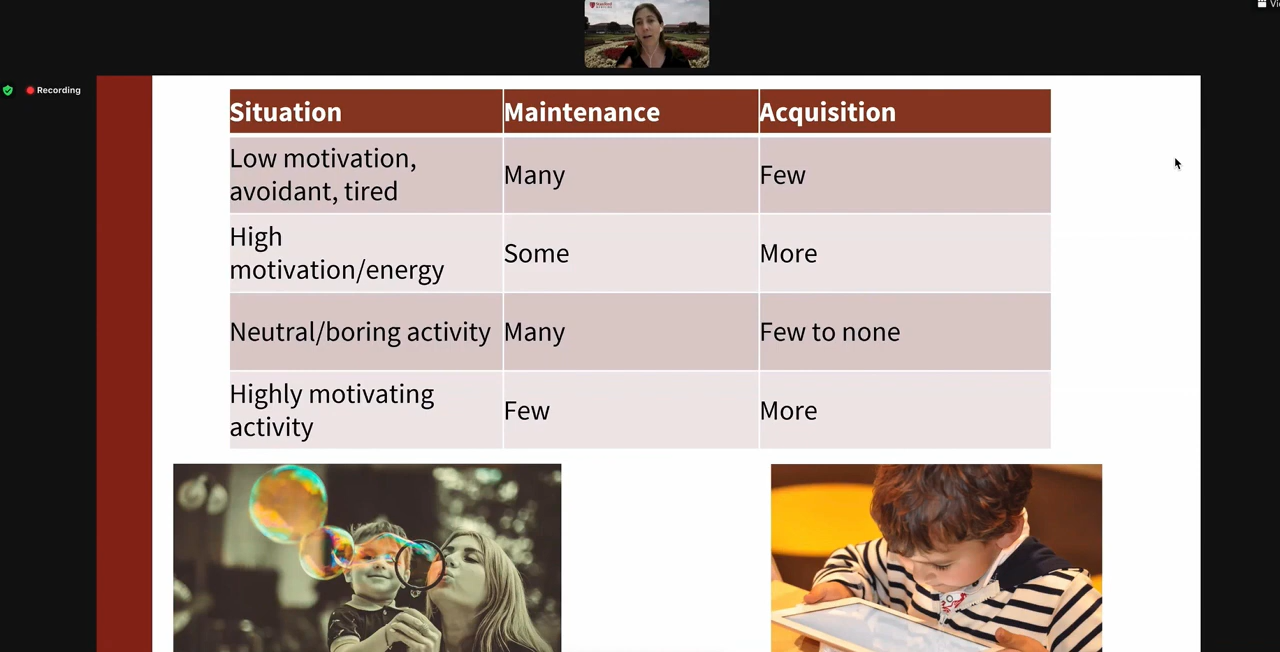 Recording
Situation Maintenance Acquisition
Low motivation,
avoidant, tired
Many
Few
High
motivation/energy
Some
More
Neutral/boring activity
Many
Few to none
Highly motivating
activity
Few
More